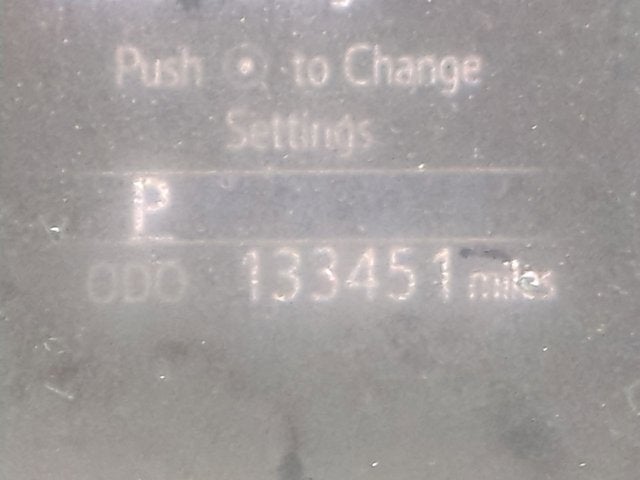 Push to Change
Settings
P
ODO 133451 miles